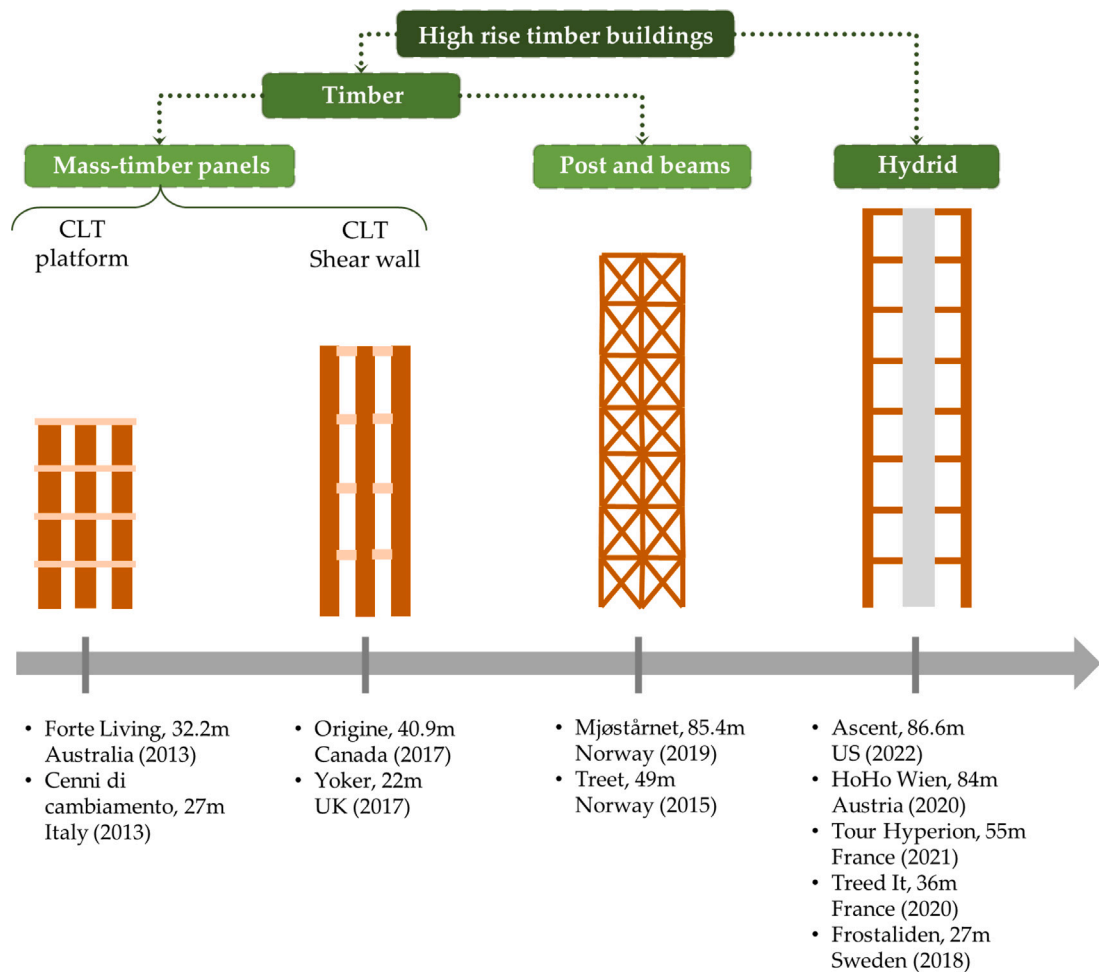 High rise timber buildings
Timber
Mass-timber panels
Post and beams
Hydrid
CLT
platform
CLT
Shear wall
• Forte Living, 32.2m
Australia (2013)
• Cenni di
cambiamento, 27m
Italy (2013)
• Origine, 40.9m
Canada (2017)
• Yoker, 22m
UK (2017)
• Mjøstårnet, 85.4m
Norway (2019)
• Treet, 49m
Norway (2015)
• Ascent, 86.6m
US (2022)
• HoHo Wien, 84m
Austria (2020)
• Tour Hyperion, 55m
France (2021)
• Treed It, 36m
France (2020)
• Frostaliden, 27m
Sweden (2018)